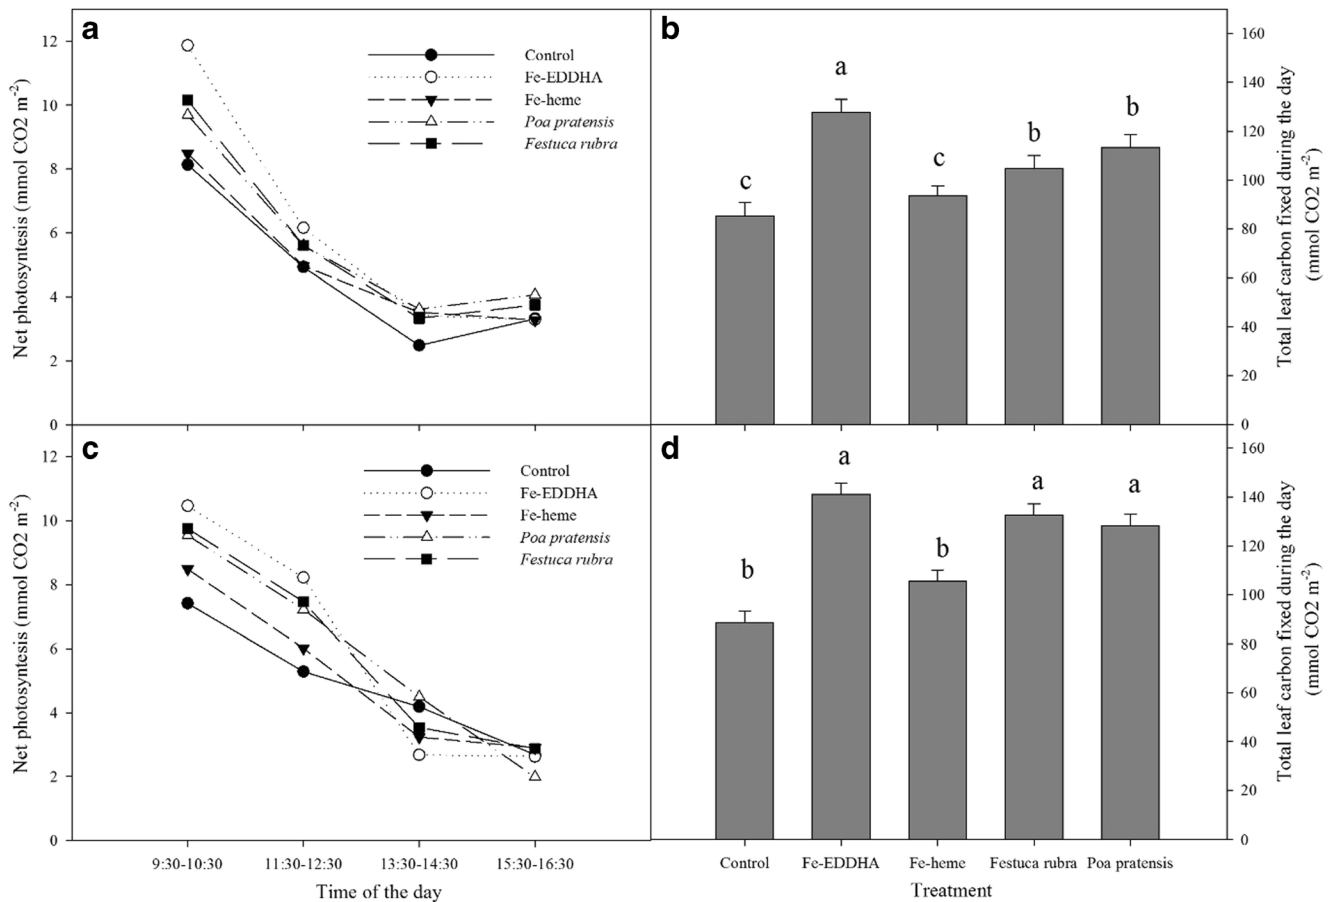 a
12
10
8
6
4
2
0
Net photosyntesis (mmol CO2 m-2)
Control
Fe-EDDHA
Fe-heme
Poa pratensis
Festuca rubra
b
c
a
c
b
b
160
140
120
100
80
60
40
20
0
Total leaf carbon fixed during the day
(mmol CO2 m-2)
c
12
10
8
6
4
2
0
Net photosyntesis (mmol CO2 m-2)
Control
Fe-EDDHA
Fe-heme
Poa pratensis
Festuca rubra
9:30-10:30 11:30-12:30 13:30-14:30 15:30-16:30
Time of the day
d
b
a
b
a
a
160
140
120
100
80
60
40
20
0
Total leaf carbon fixed during the day
(mmol CO2 m-2)
Control Fe-EDDHA Fe-heme Festuca rubra Poa pratensis
Treatment